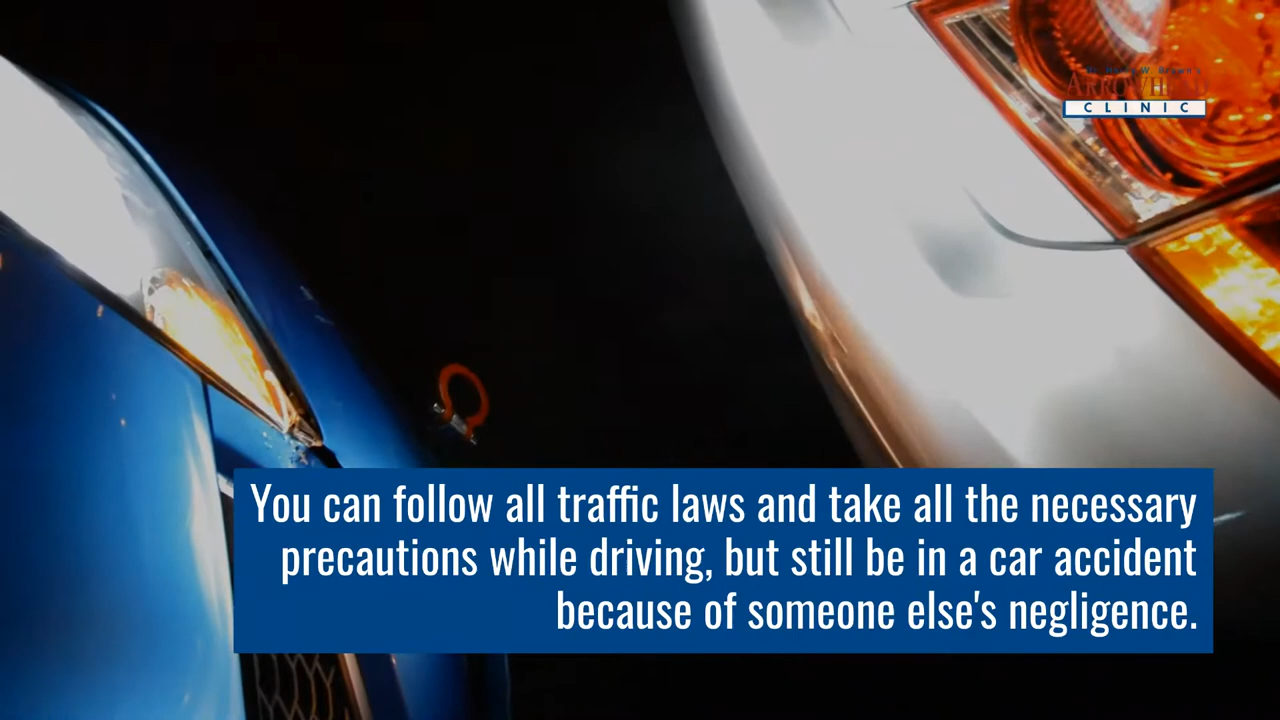 W. Brown's
ARROWHEAD
CLINIC
You can follow all traffic laws and take all the necessary
precautions while driving, but still be in a car accident
because of someone else's negligence.